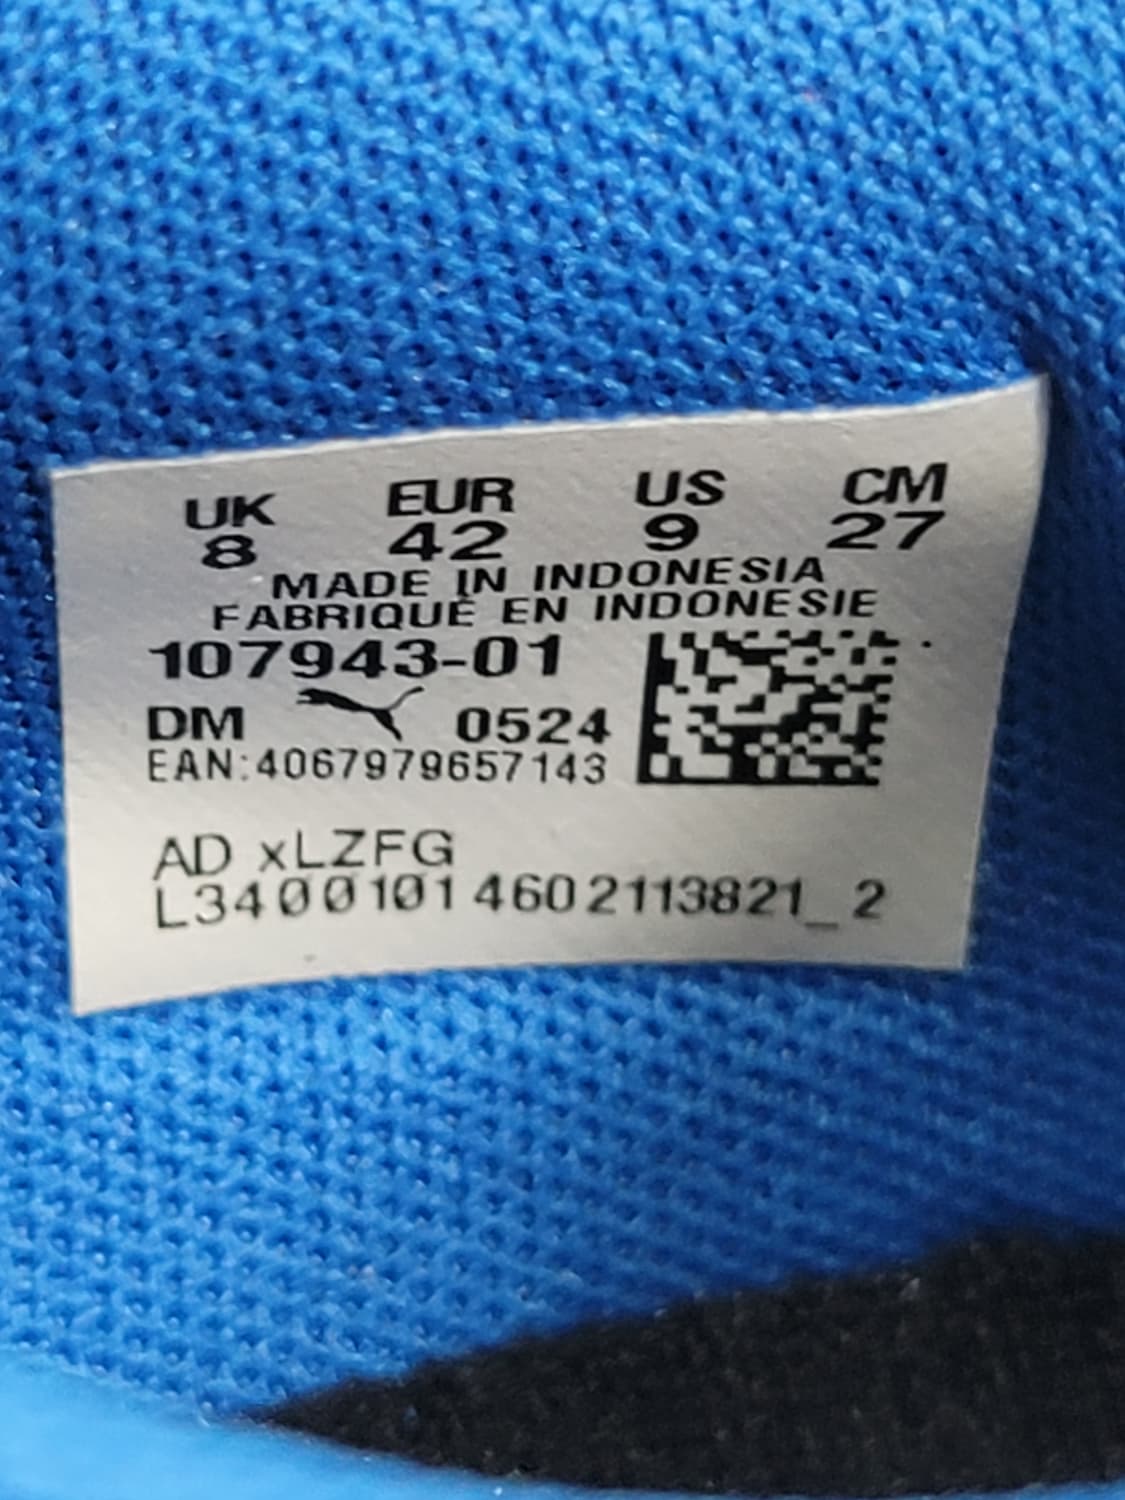 UK EUR US CM
8 42 9 27
MADE IN INDONESIA
FABRIQUÉ EN INDONESIE
107943-01
DM 0524
EAN:4067979657143
AD xLZFG
L34001014602113821_2